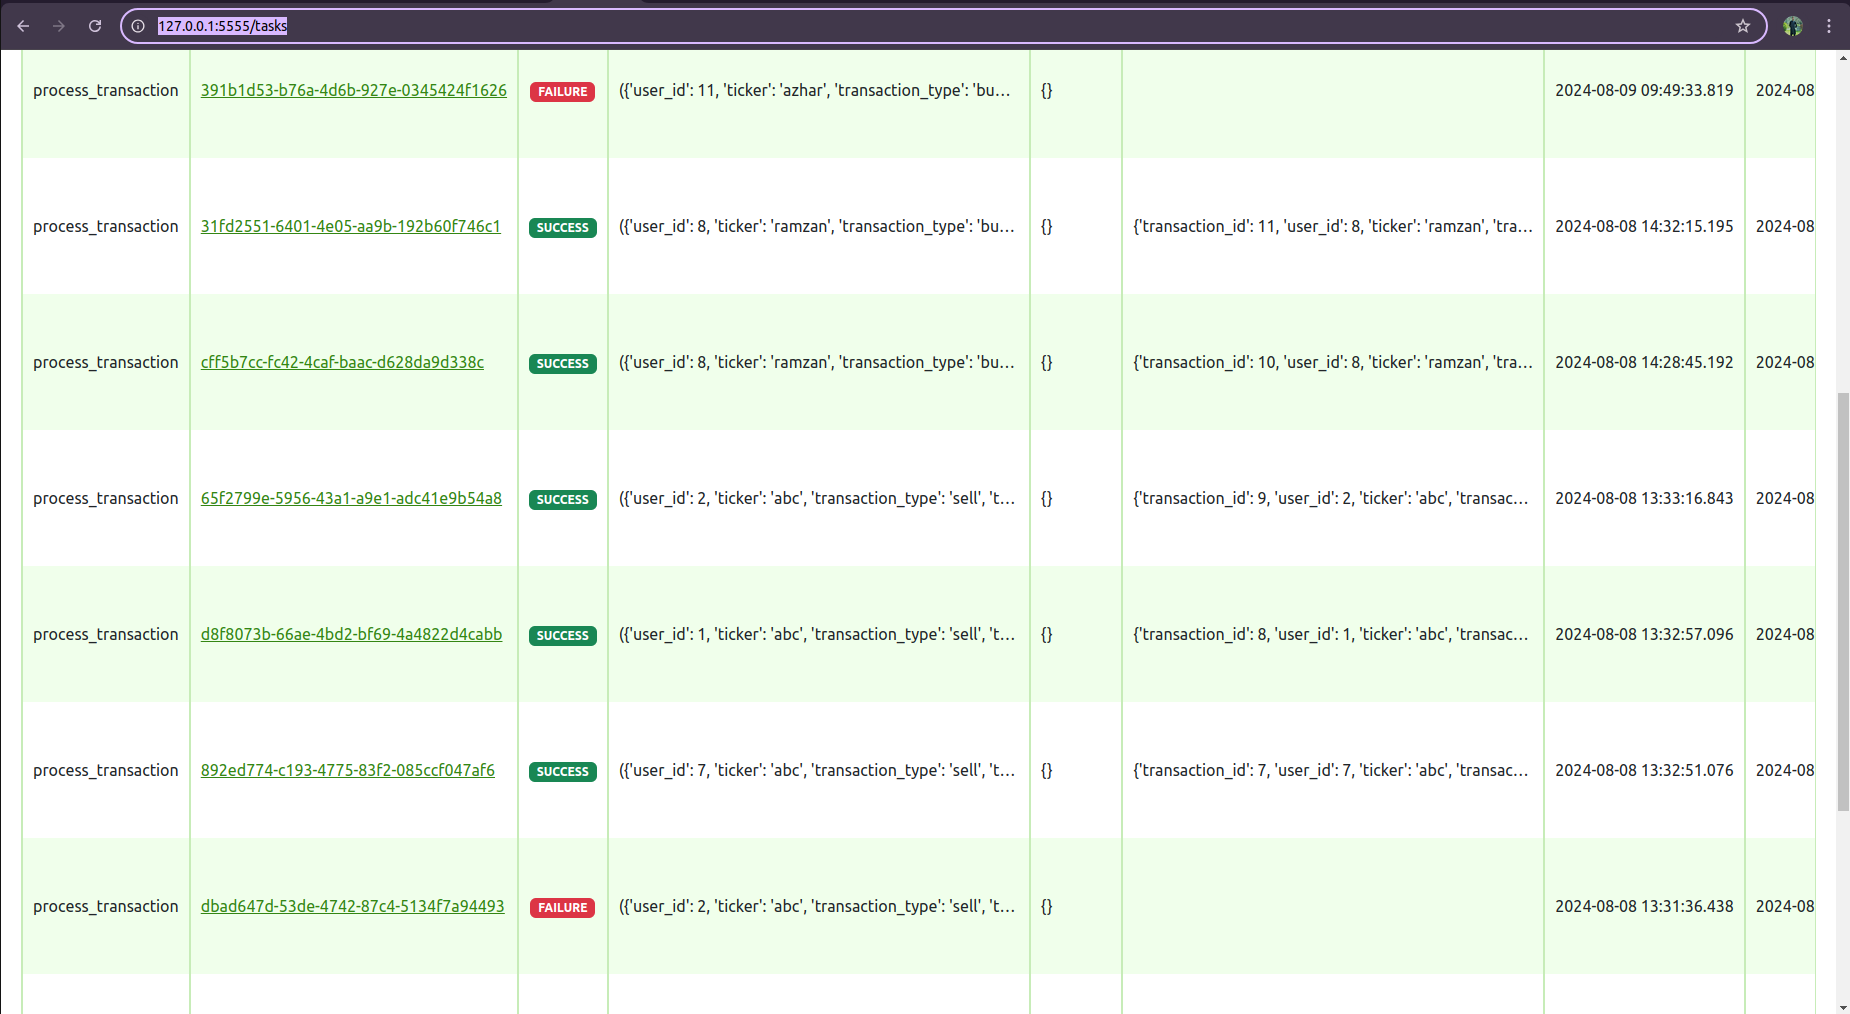 127.0.0.1:5555/tasks
process_transaction 391b1d53-b76a-4d6b-927e-0345424f1626 FAILURE ({'user_id': 11, 'ticker': 'azhar', 'transaction_type': 'bu... {} 2024-08-09 09:49:33.819 2024-08
process_transaction 31fd2551-6401-4e05-aa9b-192b60f746c1 SUCCESS ({'user_id': 8, 'ticker': 'ramzan', 'transaction_type': 'bu... {} {'transaction_id': 11, 'user_id': 8, 'ticker': 'ramzan', 'tra... 2024-08-08 14:32:15.195 2024-08
process_transaction cff5b7cc-fc42-4caf-baac-d628da9d338c SUCCESS ({'user_id': 8, 'ticker': 'ramzan', 'transaction_type': 'bu... {} {'transaction_id': 10, 'user_id': 8, 'ticker': 'ramzan', 'tra... 2024-08-08 14:28:45.192 2024-08
process_transaction 65f2799e-5956-43a1-a9e1-adc41e9b54a8 SUCCESS ({'user_id': 2, 'ticker': 'abc', 'transaction_type': 'sell', 't... {} {'transaction_id': 9, 'user_id': 2, 'ticker': 'abc', 'transac... 2024-08-08 13:33:16.843 2024-08
process_transaction d8f8073b-66ae-4bd2-bf69-4a4822d4cabb SUCCESS ({'user_id': 1, 'ticker': 'abc', 'transaction_type': 'sell', 't... {} {'transaction_id': 8, 'user_id': 1, 'ticker': 'abc', 'transac... 2024-08-08 13:32:57.096 2024-08
process_transaction 892ed774-c193-4775-83f2-085ccf047af6 SUCCESS ({'user_id': 7, 'ticker': 'abc', 'transaction_type': 'sell', 't... {} {'transaction_id': 7, 'user_id': 7, 'ticker': 'abc', 'transac... 2024-08-08 13:32:51.076 2024-08
process_transaction dbad647d-53de-4742-87c4-5134f7a94493 FAILURE ({'user_id': 2, 'ticker': 'abc', 'transaction_type': 'sell', 't... {} 2024-08-08 13:31:36.438 2024-08